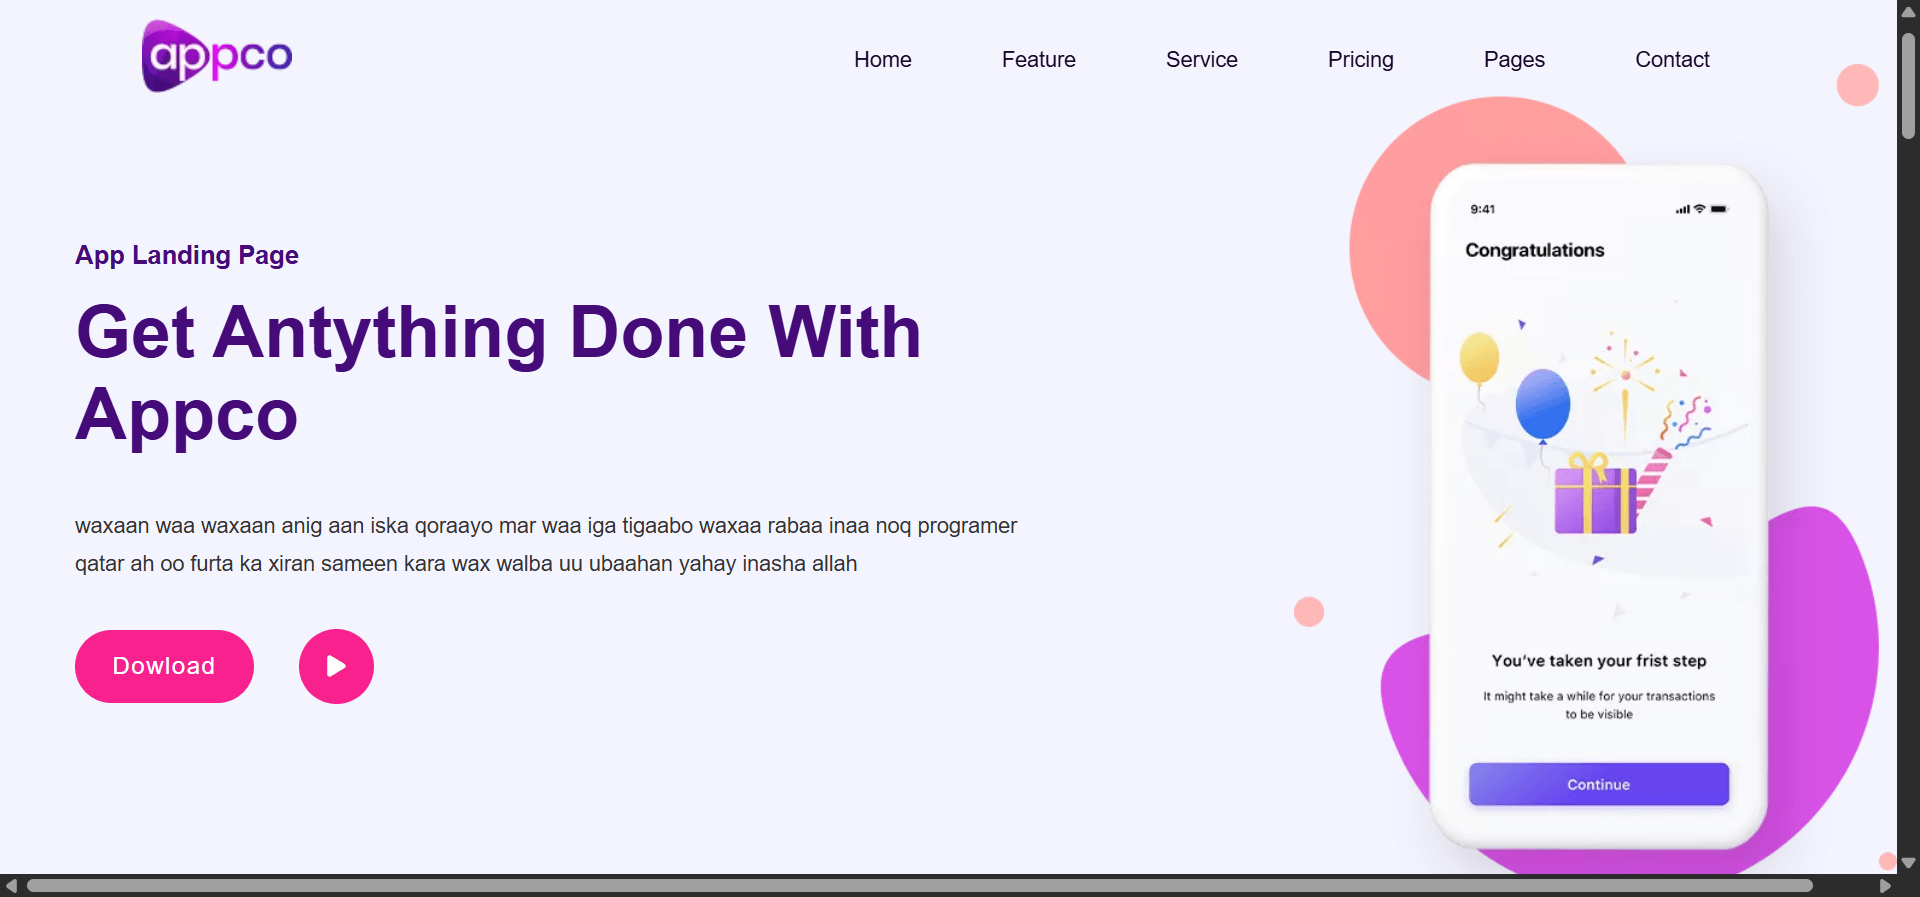 appco
Home
Feature
Service
Pricing
Pages
Contact
App Landing Page
Get Antything Done With
Appco
waxaan waa waxaan anig aan iska qoraayo mar waa iga tigaabo waxaa rabaa inaa noq programer
qatar ah oo furta ka xiran sameen kara wax walba uu ubaahan yahay inasha allah
Dowload
9:41
Congratulations
You’ve taken your frist step
It might take a while for your transactions
to be visible
Continue